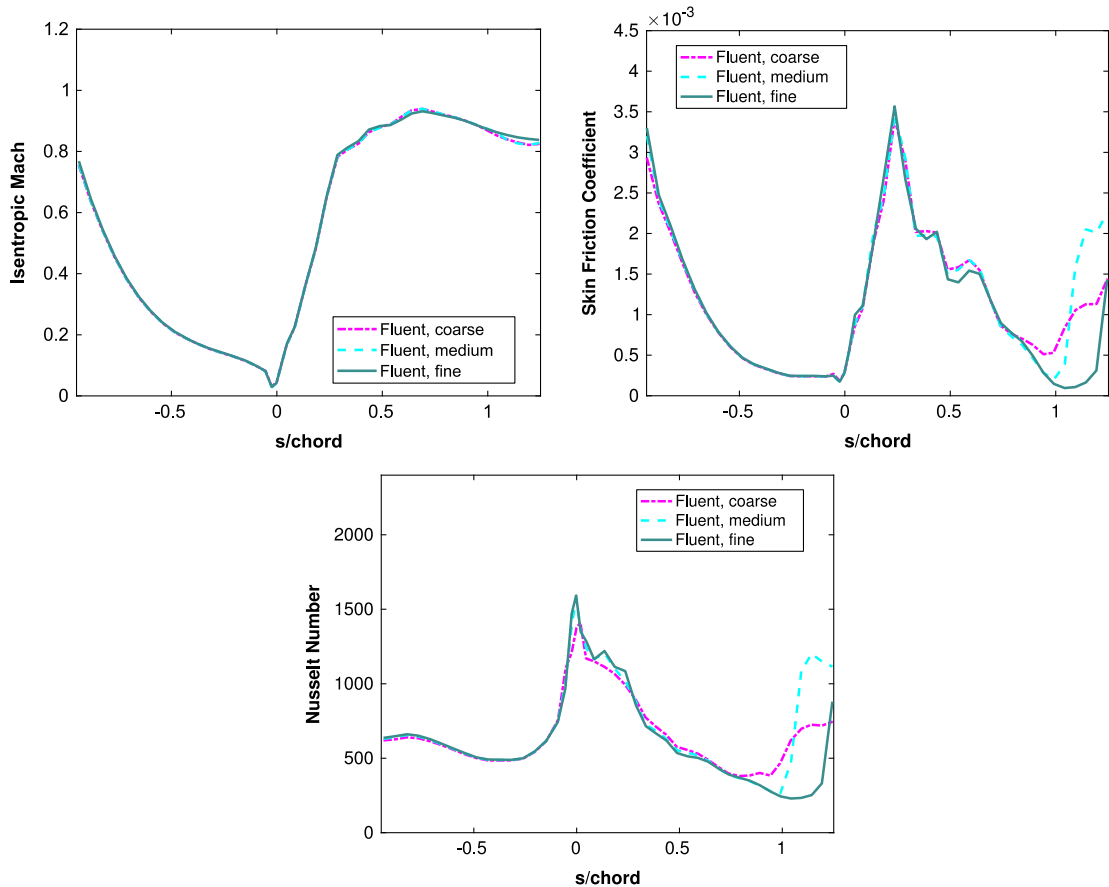 1.2
1
0.8
0.6
0.4
0.2
0
-0.5
0
0.5
1
Isentropic Mach
s/chord
Fluent, coarse
Fluent, medium
Fluent, fine
×10⁻³
4.5
4
3.5
3
2.5
2
1.5
1
0.5
0
-0.5
0
0.5
1
Skin Friction Coefficient
s/chord
Fluent, coarse
Fluent, medium
Fluent, fine
2000
1500
1000
500
0
-0.5
0
0.5
1
Nusselt Number
s/chord
Fluent, coarse
Fluent, medium
Fluent, fine